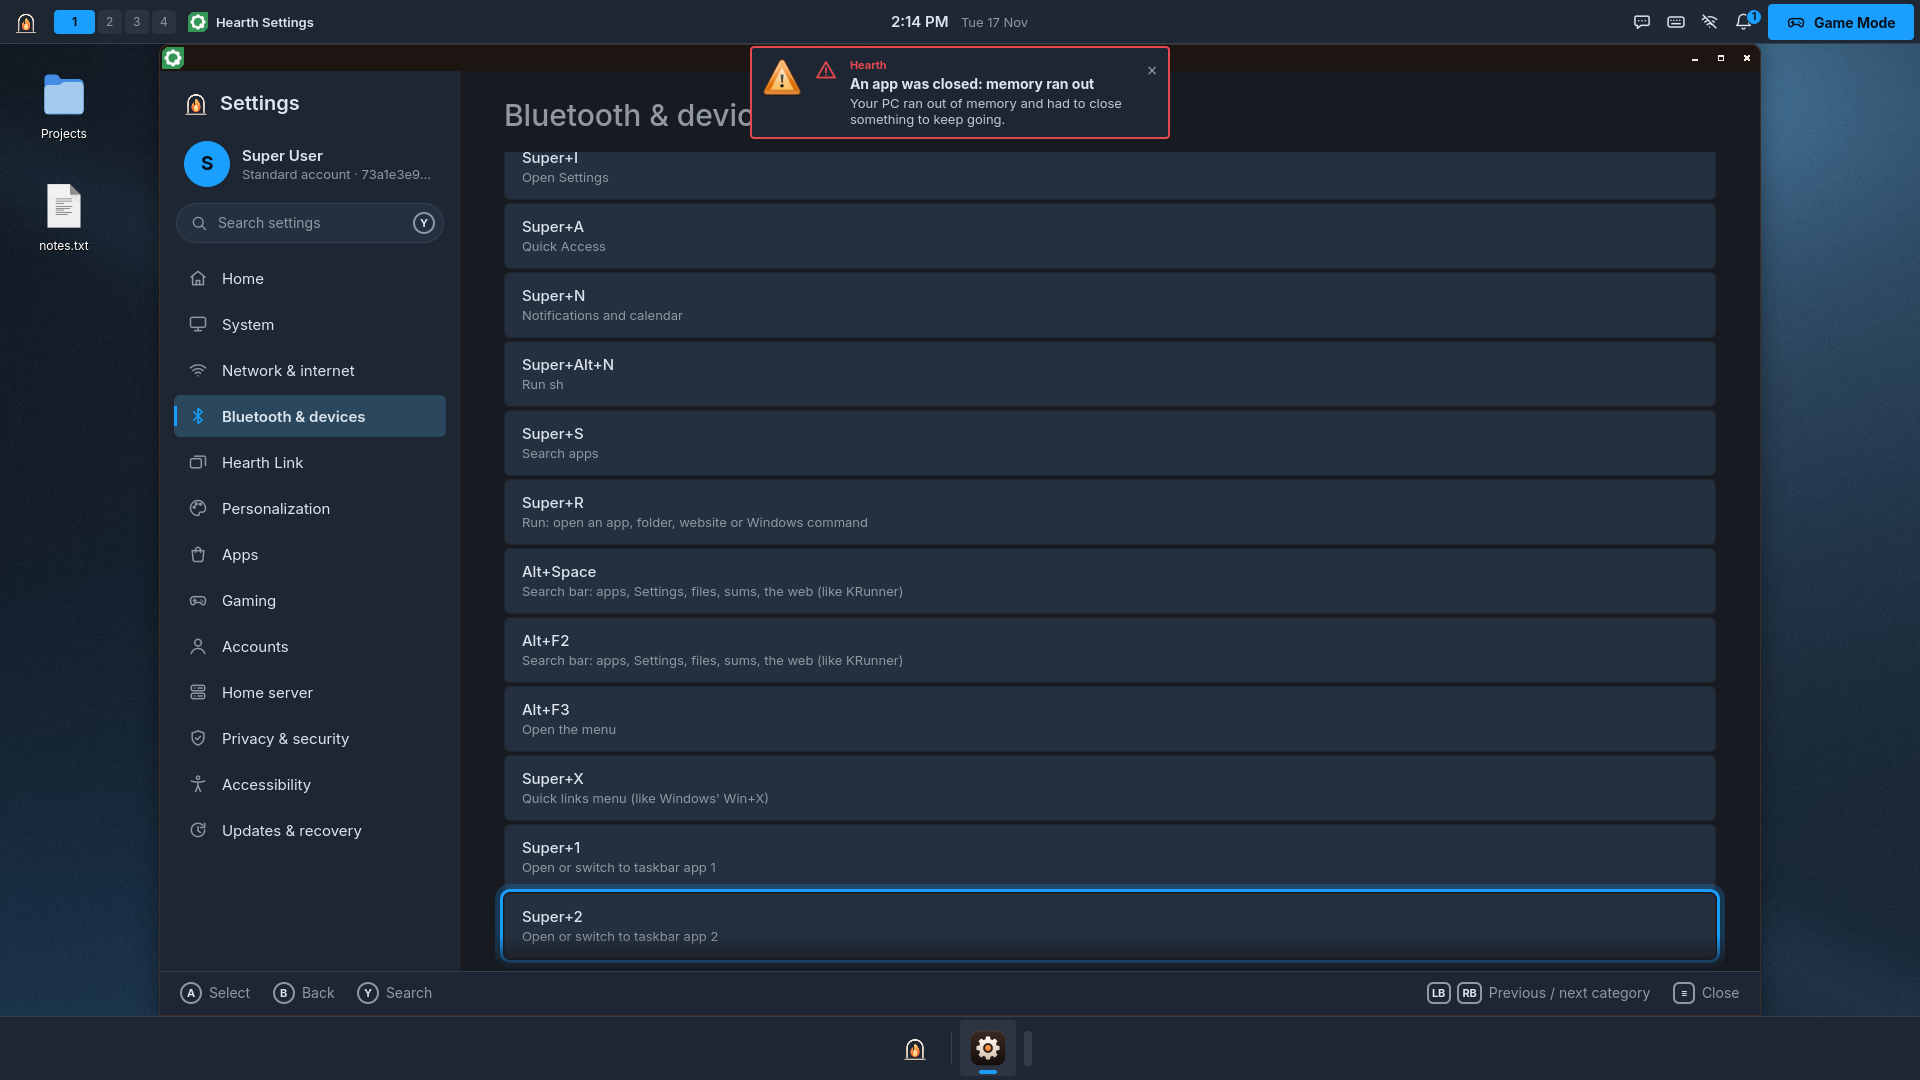 1
2
3
4
Hearth Settings
2:14 PM
Tue 17 Nov
1
Game Mode
Projects
notes.txt
Settings
S
Super User
Standard account · 73a1e3e9...
Search settings
Y
Home
System
Network & internet
Bluetooth & devices
Hearth Link
Personalization
Apps
Gaming
Accounts
Home server
Privacy & security
Accessibility
Updates & recovery
Bluetooth & devic
Hearth
An app was closed: memory ran out
Your PC ran out of memory and had to close
something to keep going.
Super+I
Open Settings
Super+A
Quick Access
Super+N
Notifications and calendar
Super+Alt+N
Run sh
Super+S
Search apps
Super+R
Run: open an app, folder, website or Windows command
Alt+Space
Search bar: apps, Settings, files, sums, the web (like KRunner)
Alt+F2
Search bar: apps, Settings, files, sums, the web (like KRunner)
Alt+F3
Open the menu
Super+X
Quick links menu (like Windows' Win+X)
Super+1
Open or switch to taskbar app 1
Super+2
Open or switch to taskbar app 2
A Select
B Back
Y Search
LB RB Previous / next category
Close